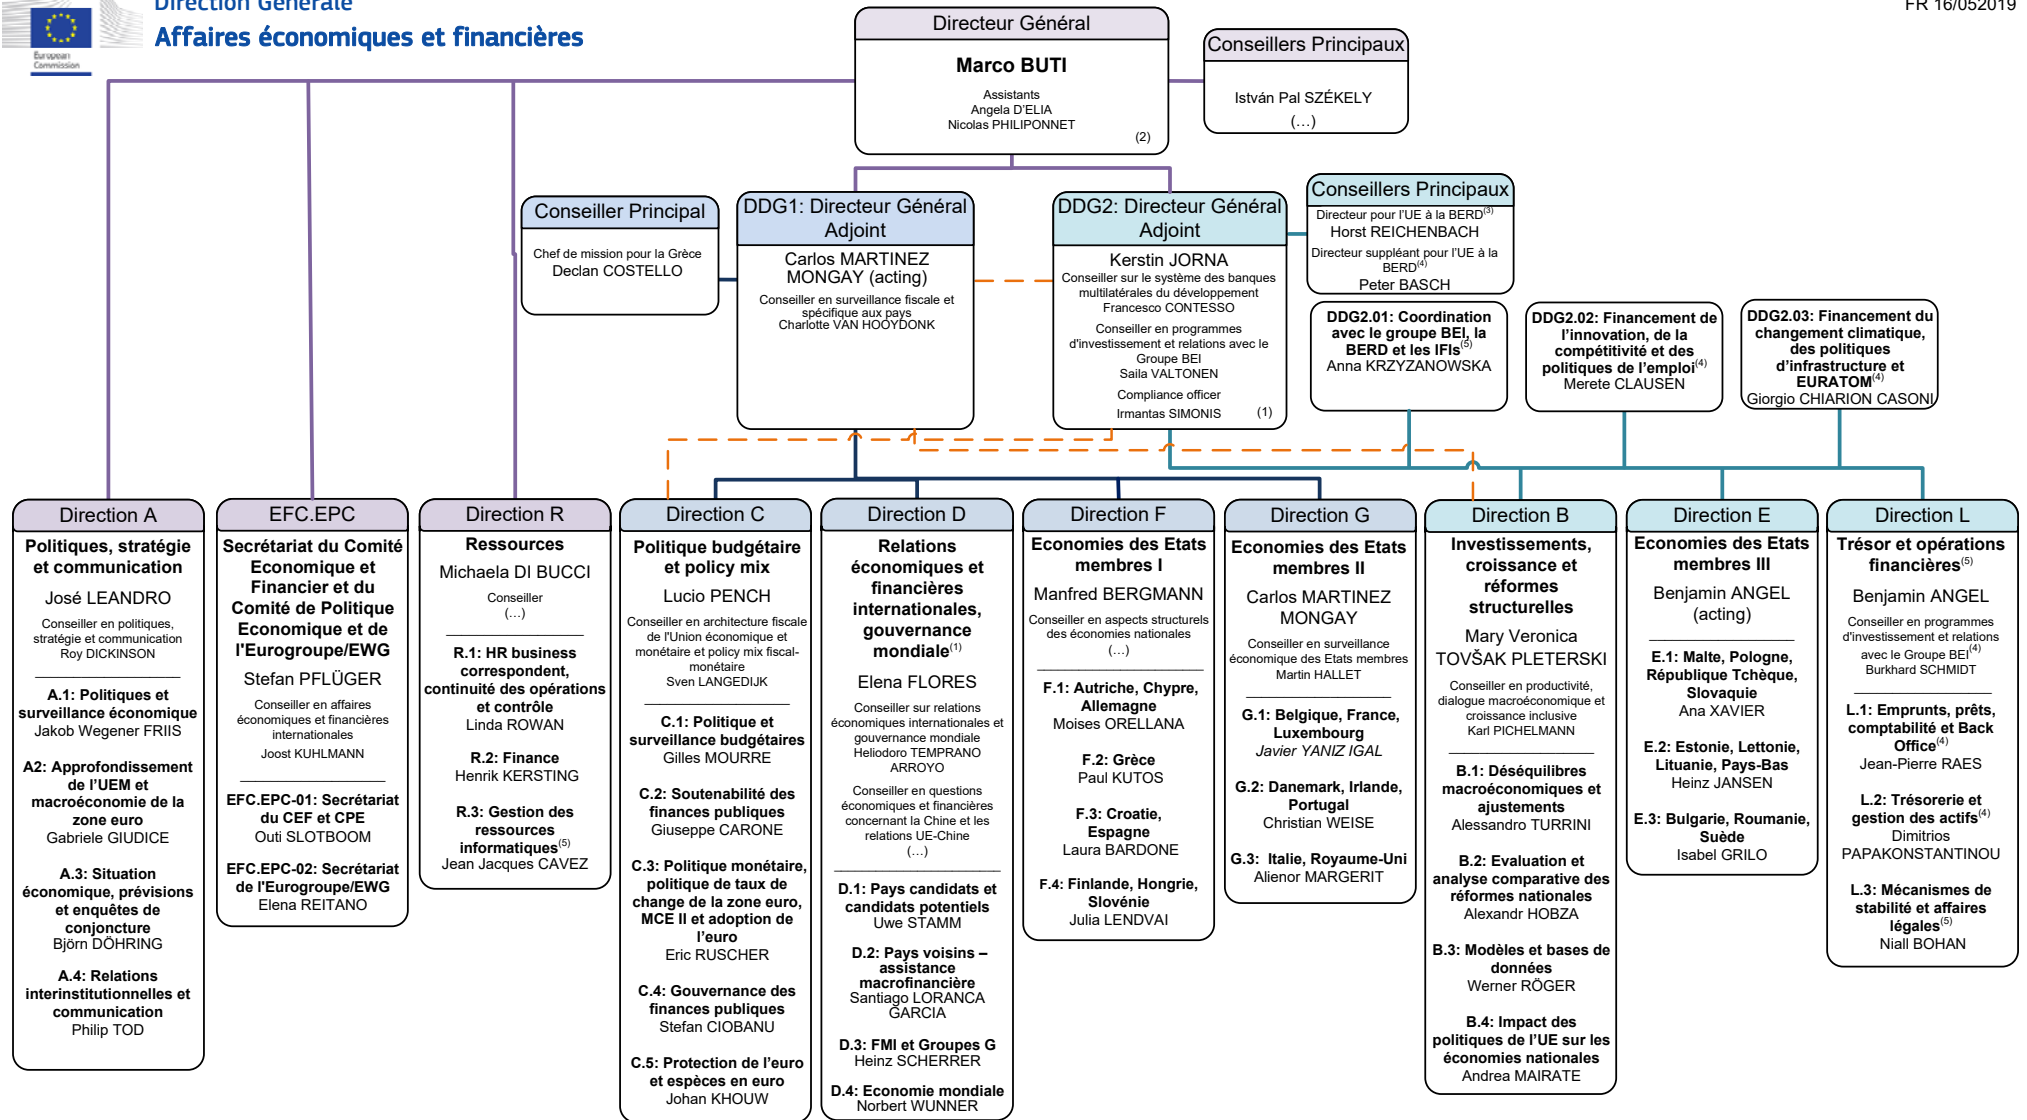 Direction Générale
Affaires économiques et financières
European
Commission
FR 16/052019
Directeur Général
Marco BUTI
Assistants
Angela D'ELIA
Nicolas PHILIPONNET
(2)
Conseillers Principaux
István Pal SZÉKELY
(…)
Conseiller Principal
Chef de mission pour la Grèce
Declan COSTELLO
DDG1: Directeur Général
Adjoint
Carlos MARTINEZ
MONGAY (acting)
Conseiller en surveillance fiscale et
spécifique aux pays
Charlotte VAN HOOYDONK
DDG2: Directeur Général
Adjoint
Kerstin JORNA
Conseiller sur le système des banques
multilatérales du développement
Francesco CONTESSO
Conseiller en programmes
d'investissement et relations avec le
Groupe BEI
Saila VALTONEN
Compliance officer
Irmantas SIMONIS (1)
Conseillers Principaux
Directeur pour l'UE à la BERD(3)
Horst REICHENBACH
Directeur suppléant pour l'UE à la
BERD(4)
Peter BASCH
DDG2.01: Coordination
avec le groupe BEI, la
BERD et les IFIs(5)
Anna KRZYZANOWSKA
DDG2.02: Financement de
l'innovation, de la
compétitivité et des
politiques de l'emploi(4)
Merete CLAUSEN
DDG2.03: Financement du
changement climatique,
des politiques
d'infrastructure et
EURATOM(4)
Giorgio CHIARION CASONI
Direction A
Politiques, stratégie
et communication
José LEANDRO
Conseiller en politiques,
stratégie et communication
Roy DICKINSON
A.1: Politiques et
surveillance économique
Jakob Wegener FRIIS
A2: Approfondissement
de l'UEM et
macroéconomie de la
zone euro
Gabriele GIUDICE
A.3: Situation
économique, prévisions
et enquêtes de
conjoncture
Björn DÖHRING
A.4: Relations
interinstitutionnelles et
communication
Philip TOD
EFC.EPC
Secrétariat du Comité
Economique et
Financier et du
Comité de Politique
Economique et de
l'Eurogroupe/EWG
Stefan PFLÜGER
Conseiller en affaires
économiques et financières
internationales
Joost KUHLMANN
EFC.EPC-01: Secrétariat
du CEF et CPE
Outi SLOTBOOM
EFC.EPC-02: Secrétariat
de l'Eurogroupe/EWG
Elena REITANO
Direction R
Ressources
Michaela DI BUCCI
Conseiller
(…)
R.1: HR business
correspondent,
continuité des opérations
et contrôle
Linda ROWAN
R.2: Finance
Henrik KERSTING
R.3: Gestion des
ressources
informatiques(5)
Jean Jacques CAVEZ
Direction C
Politique budgétaire
et policy mix
Lucio PENCH
Conseiller en architecture fiscale
de l'Union économique et
monétaire et policy mix fiscal-
monétaire
Sven LANGEDIJK
C.1: Politique et
surveillance budgétaires
Gilles MOURRE
C.2: Soutenabilité des
finances publiques
Giuseppe CARONE
C.3: Politique monétaire,
politique de taux de
change de la zone euro,
MCE II et adoption de
l'euro
Eric RUSCHER
C.4: Gouvernance des
finances publiques
Stefan CIOBANU
C.5: Protection de l'euro
et espèces en euro
Johan KHOUW
Direction D
Relations
économiques et
financières
internationales,
gouvernance
mondiale(1)
Elena FLORES
Conseiller sur relations
économiques internationales et
gouvernance mondiale
Heliodoro TEMPRANO
ARROYO
Conseiller en questions
économiques et financières
concernant la Chine et les
relations UE-Chine
(…)
D.1: Pays candidats et
candidats potentiels
Uwe STAMM
D.2: Pays voisins –
assistance
macrofinancière
Santiago LORANCA
GARCIA
D.3: FMI et Groupes G
Heinz SCHERRER
D.4: Economie mondiale
Norbert WUNNER
Direction F
Economies des Etats
membres I
Manfred BERGMANN
Conseiller en aspects structurels
des économies nationales
(…)
F.1: Autriche, Chypre,
Allemagne
Moises ORELLANA
F.2: Grèce
Paul KUTOS
F.3: Croatie,
Espagne
Laura BARDONE
F.4: Finlande, Hongrie,
Slovénie
Julia LENDVAI
Direction G
Economies des Etats
membres II
Carlos MARTINEZ
MONGAY
Conseiller en surveillance
économique des Etats membres
Martin HALLET
G.1: Belgique, France,
Luxembourg
Javier YANIZ IGAL
G.2: Danemark, Irlande,
Portugal
Christian WEISE
G.3: Italie, Royaume-Uni
Alienor MARGERIT
Direction B
Investissements,
croissance et
réformes
structurelles
Mary Veronica
TOVŠAK PLETERSKI
Conseiller en productivité,
dialogue macroéconomique et
croissance inclusive
Karl PICHELMANN
B.1: Déséquilibres
macroéconomiques et
ajustements
Alessandro TURRINI
B.2: Evaluation et
analyse comparative des
réformes nationales
Alexandr HOBZA
B.3: Modèles et bases de
données
Werner RÖGER
B.4: Impact des
politiques de l'UE sur les
économies nationales
Andrea MAIRATE
Direction E
Economies des Etats
membres III
Benjamin ANGEL
(acting)
E.1: Malte, Pologne,
République Tchèque,
Slovaquie
Ana XAVIER
E.2: Estonie, Lettonie,
Lituanie, Pays-Bas
Heinz JANSEN
E.3: Bulgarie, Roumanie,
Suède
Isabel GRILO
Direction L
Trésor et opérations
financières(5)
Benjamin ANGEL
Conseiller en programmes
d'investissement et relations
avec le Groupe BEI(4)
Burkhard SCHMIDT
L.1: Emprunts, prêts,
comptabilité et Back
Office(4)
Jean-Pierre RAES
L.2: Trésorerie et
gestion des actifs(4)
Dimitrios
PAPAKONSTANTINOU
L.3: Mécanismes de
stabilité et affaires
légales(5)
Niall BOHAN